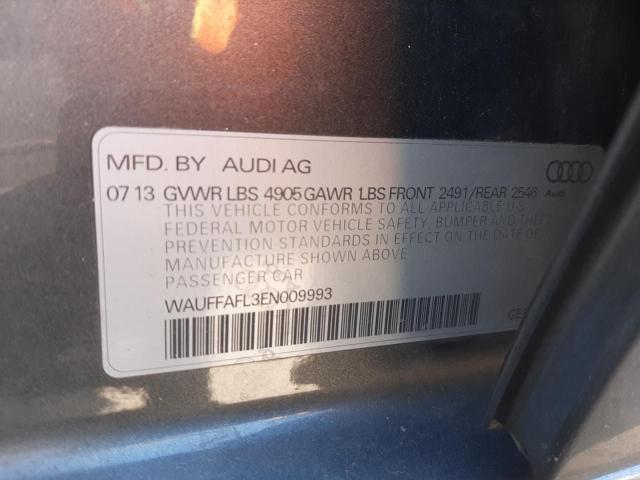 MFD. BY AUDI AG
07 13 GVWR LBS 4905 GAWR LBS FRONT 2491/REAR 2546
Audi
THIS VEHICLE CONFORMS TO ALL APPLICABLE U.S.
FEDERAL MOTOR VEHICLE SAFETY, BUMPER AND THEFT
PREVENTION STANDARDS IN EFFECT ON THE DATE OF
MANUFACTURE SHOWN ABOVE
PASSENGER CAR
WAUFFAFL3EN009993